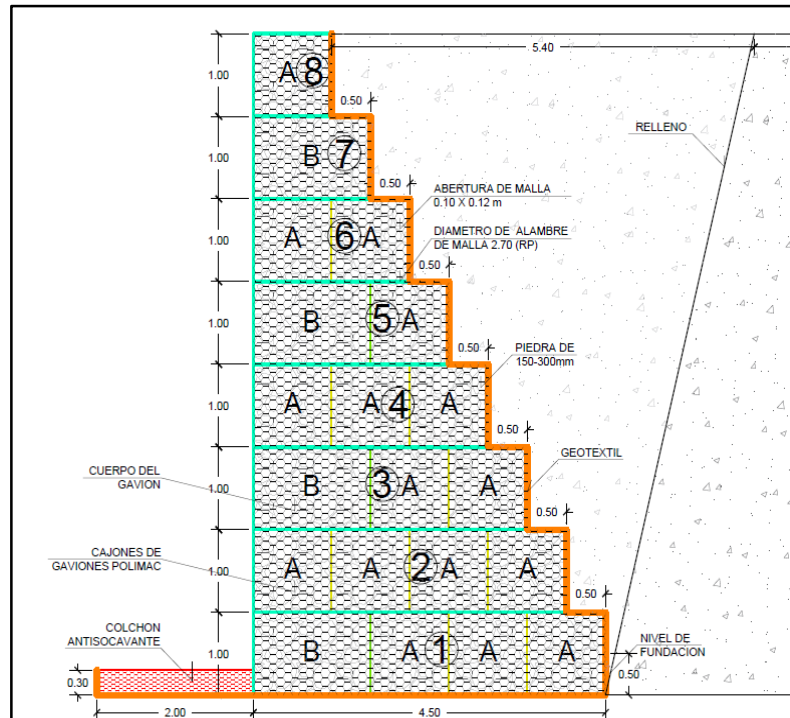 5.40
A 8
1.00
0.50
RELLENO
B 7
1.00
0.50
ABERTURA DE MALLA
0.10 X 0.12 m
A 6 A
1.00
DIAMETRO DE ALAMBRE
DE MALLA 2.70 (RP)
0.50
B 5 A
1.00
0.50
PIEDRA DE
150-300mm
A A 4 A
1.00
0.50
GEOTEXTIL
CUERPO DEL
GAVION
B 3 A A
1.00
0.50
CAJONES DE
GAVIONES POLIMAC
A A 2 A A
1.00
0.50
COLCHON
ANTISOCAVANTE
B A 1 A A
1.00
NIVEL DE
FUNDACION
0.30
0.50
2.00
4.50